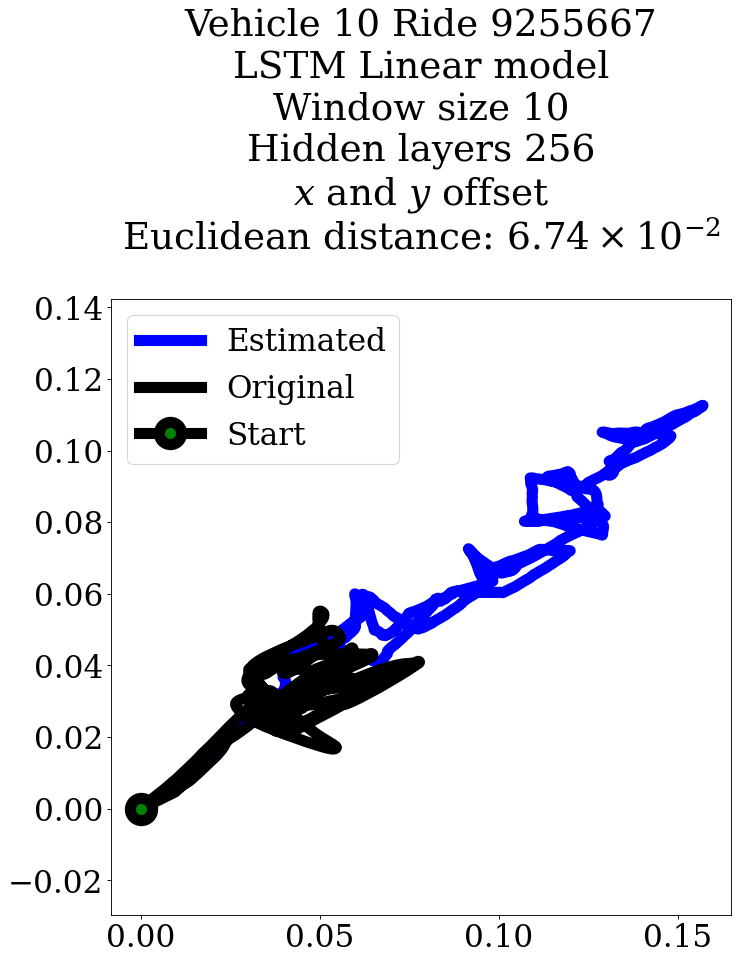 Vehicle 10 Ride 9255667
LSTM Linear model
Window size 10
Hidden layers 256
x and y offset
Euclidean distance: 6.74 × 10⁻²
Estimated
Original
Start
0.14
0.12
0.10
0.08
0.06
0.04
0.02
0.00
−0.02
0.00 0.05 0.10 0.15